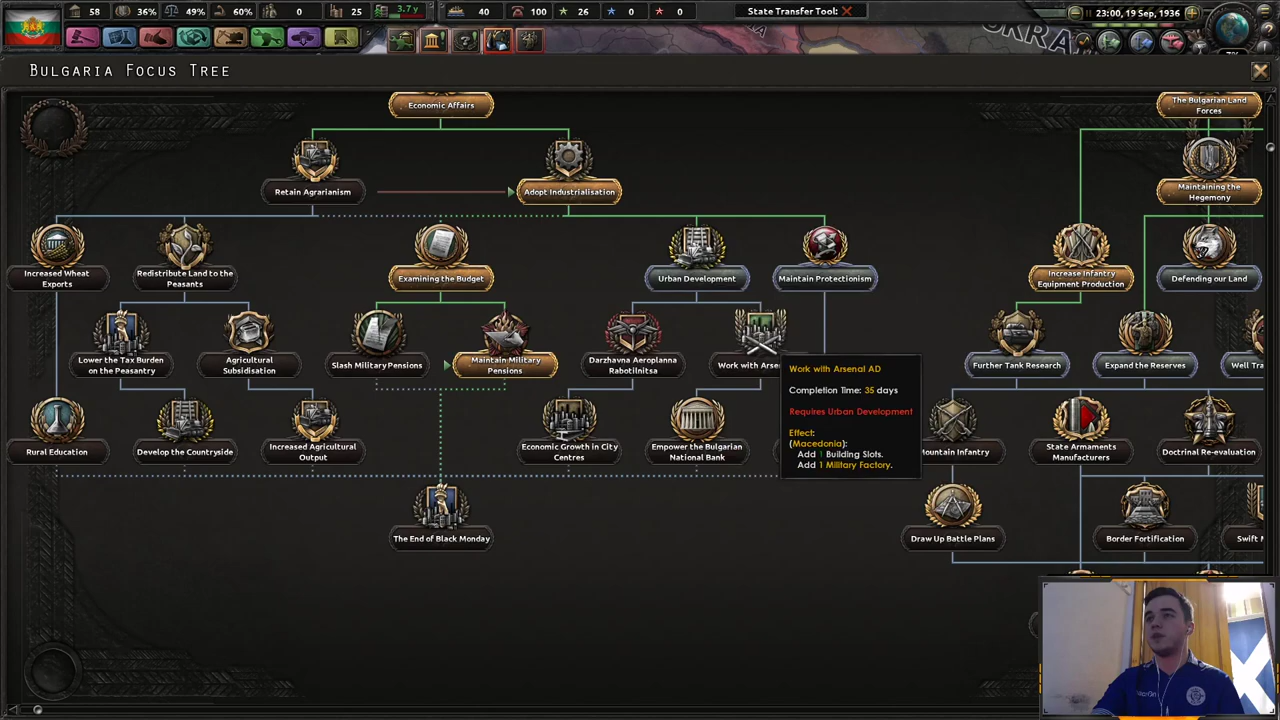 58 36% 49% 60% 0 25 3.7 y 40 100 26 0 0 State Transfer Tool: 23:00, 19 Sep, 1936
UKRA
BULGARIA FOCUS TREE
Economic Affairs
The Bulgarian Land
Forces
Retain Agrarianism
Adopt Industrialisation
Maintaining the
Hegemony
Increased Wheat
Exports
Redistribute Land to the
Peasants
Examining the Budget
Urban Development
Maintain Protectionism
Increase Infantry
Equipment Production
Defending our Land
Lower the Tax Burden
on the Peasantry
Agricultural
Subsidisation
Slash Military Pensions
Maintain Military
Pensions
Darzhavna Aeroplanna
Rabotilnitsa
Work with Arsen
Further Tank Research
Expand the Reserves
Well Tra
Work with Arsenal AD
Completion Time: 35 days
Requires Urban Development
Effect:
(Macedonia):
Add 1 Building Slots.
Add 1 Military Factory.
Rural Education
Develop the Countryside
Increased Agricultural
Output
Economic Growth in City
Centres
Empower the Bulgarian
National Bank
Mountain Infantry
State Armaments
Manufacturers
Doctrinal Re-evaluation
The End of Black Monday
Draw Up Battle Plans
Border Fortification
Swift M